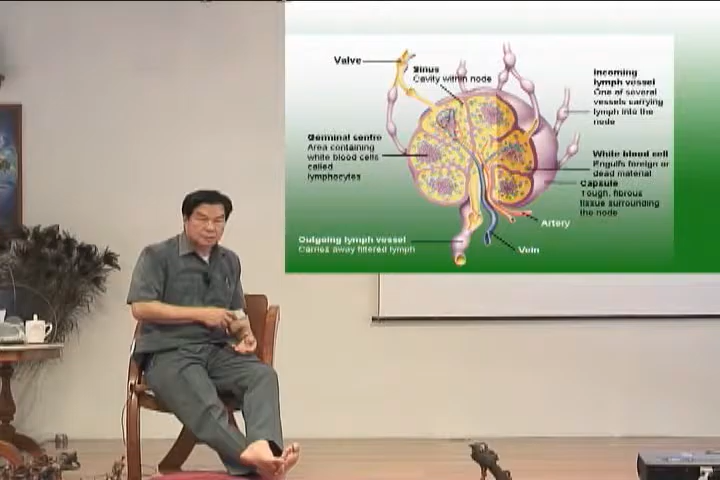 Valve
Sinus
Cavity within node
Incoming
lymph vessel
One of several
vessels carrying
lymph into the
node
Germinal centre
Area containing
white blood cells
called
lymphocytes
White blood cell
Engulfs foreign or
dead material
Capsule
Tough, fibrous
tissue surrounding
the node
Artery
Outgoing lymph vessel
Carries away filtered lymph
Vein